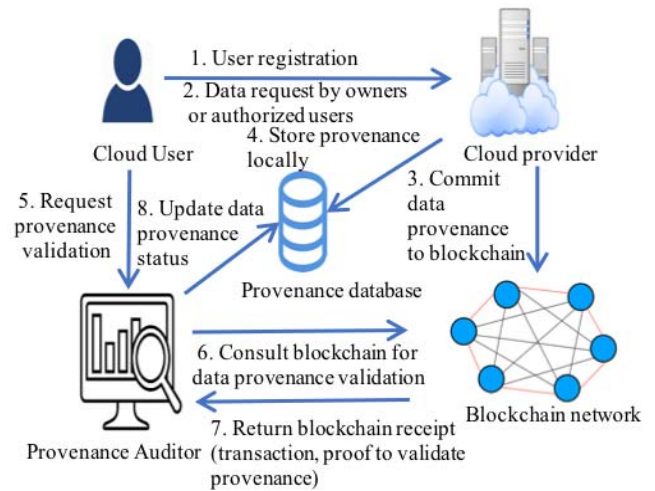 1. User registration
2. Data request by owners
or authorized users
Cloud User
4. Store provenance
locally
Cloud provider
3. Commit
data
provenance
to blockchain
5. Request
provenance
validation
8. Update data
provenance
status
Provenance database
6. Consult blockchain for
data provenance validation
Blockchain network
7. Return blockchain receipt
(transaction, proof to validate
provenance)
Provenance Auditor